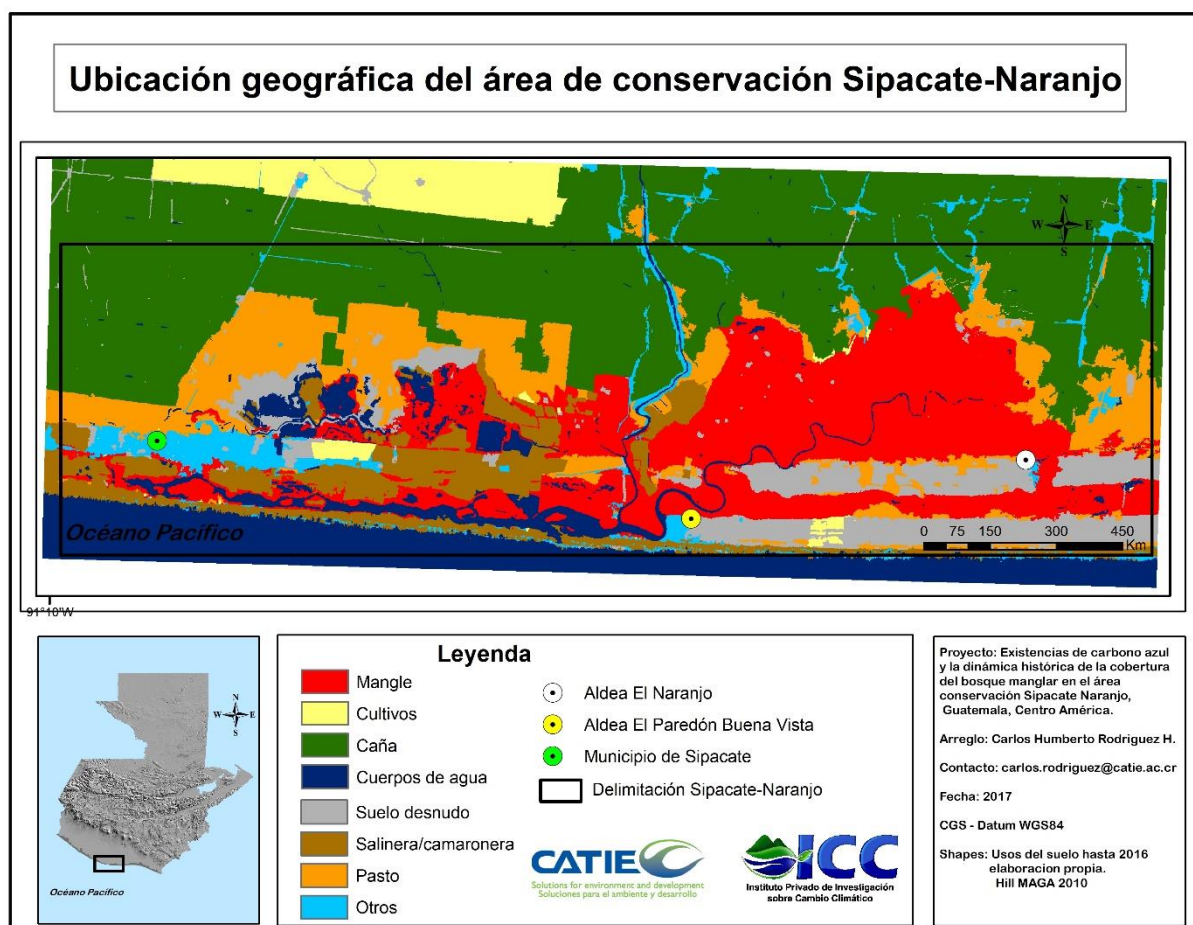 Ubicación geográfica del área de conservación Sipacate-Naranjo
N
W E
S
Océano Pacífico
0 75 150 300 450
Km
91°10'W
N
W E
S
Océano Pacífico
Leyenda
Mangle
Cultivos
Caña
Cuerpos de agua
Suelo desnudo
Salinera/camaronera
Pasto
Otros
Aldea El Naranjo
Aldea El Paredón Buena Vista
Municipio de Sipacate
Delimitación Sipacate-Naranjo
CATIE
Solutions for environment and development
Soluciones para el ambiente y desarrollo
ICC
Instituto Privado de Investigación
sobre Cambio Climático
Proyecto: Existencias de carbono azul
y la dinámica histórica de la cobertura
del bosque manglar en el área
conservación Sipacate Naranjo,
Guatemala, Centro América.
Arreglo: Carlos Humberto Rodriguez H.
Contacto: carlos.rodriguez@catie.ac.cr
Fecha: 2017
CGS - Datum WGS84
Shapes: Usos del suelo hasta 2016
elaboracion propia.
Hill MAGA 2010